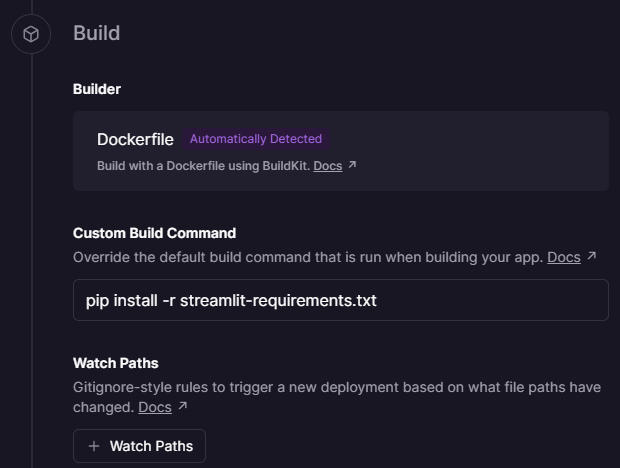 Build
Builder
Dockerfile Automatically Detected
Build with a Dockerfile using BuildKit. Docs ↗
Custom Build Command
Override the default build command that is run when building your app. Docs ↗
pip install -r streamlit-requirements.txt
Watch Paths
Gitignore-style rules to trigger a new deployment based on what file paths have
changed. Docs ↗
+ Watch Paths